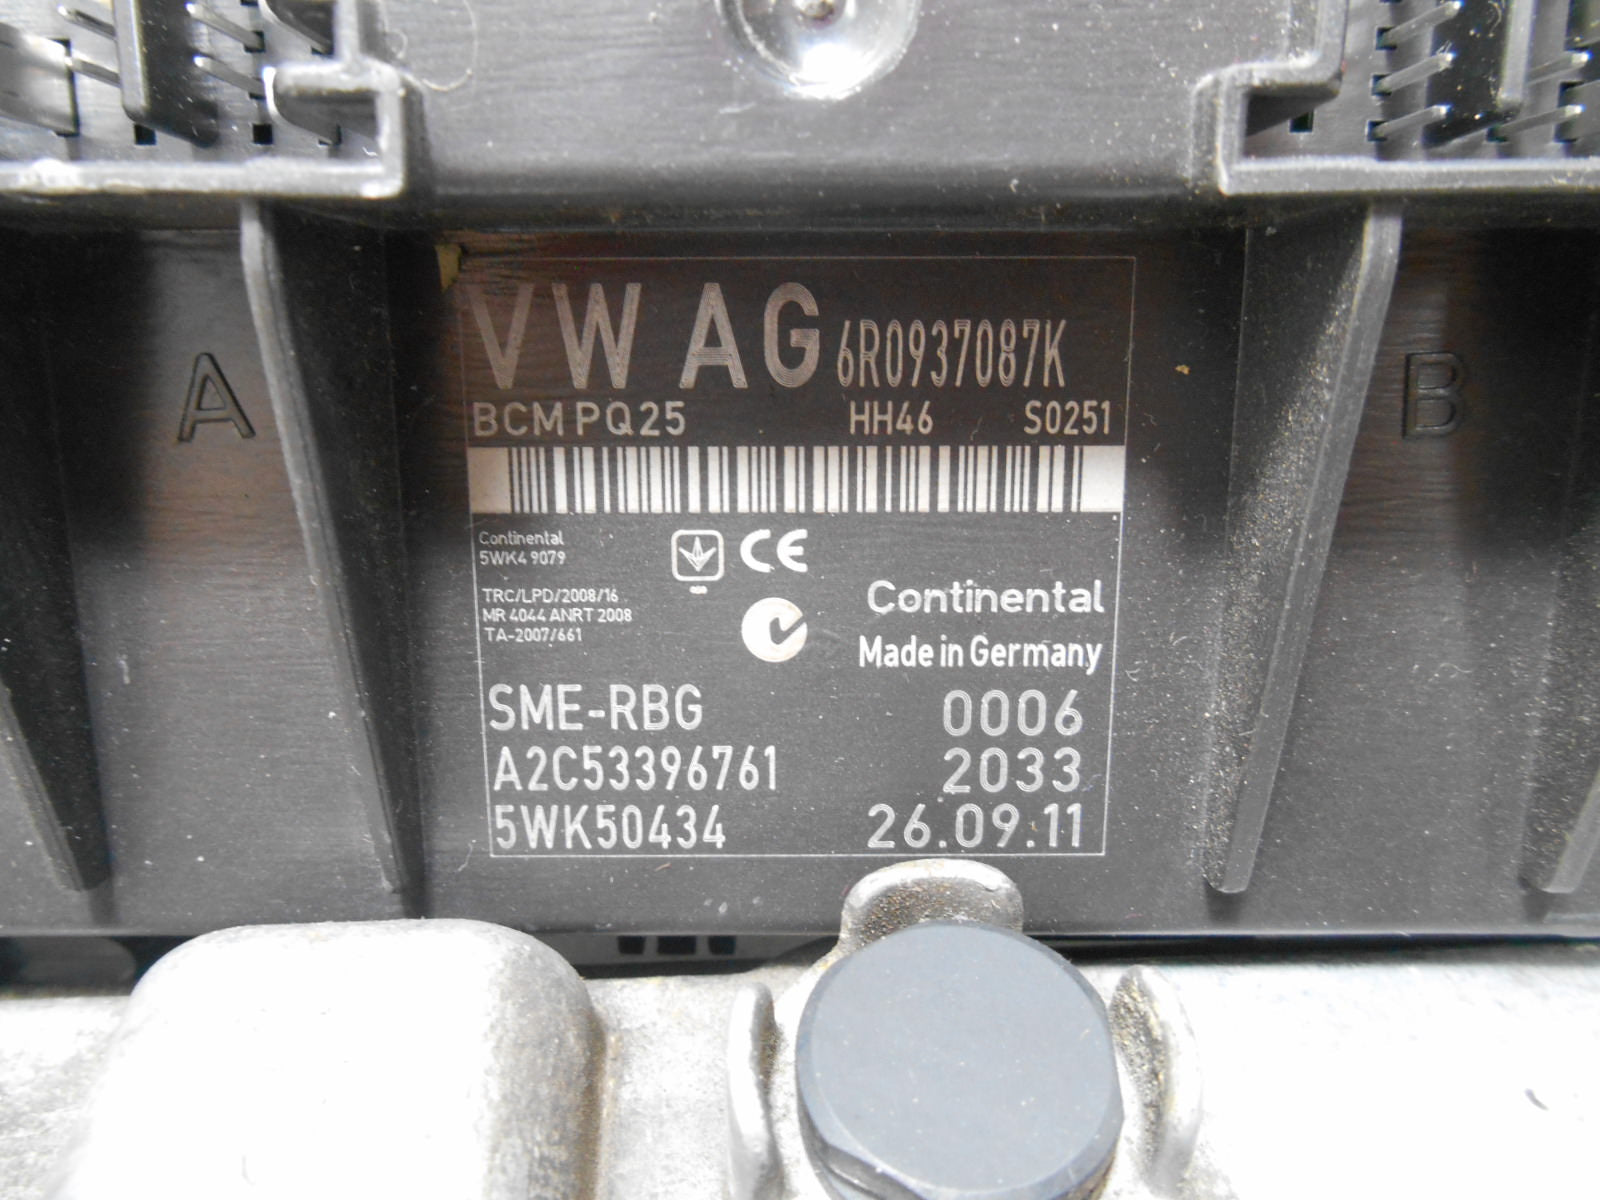 A
B
VW AG 6R0937087K
BCM PQ25 HH46 S0251
Continental
5WK4 9079
CE
TRC/LPD/2008/16
MR 4044 ANRT 2008
TA-2007/661
Continental
Made in Germany
SME-RBG 0006
A2C53396761 2033
5WK50434 26.09.11